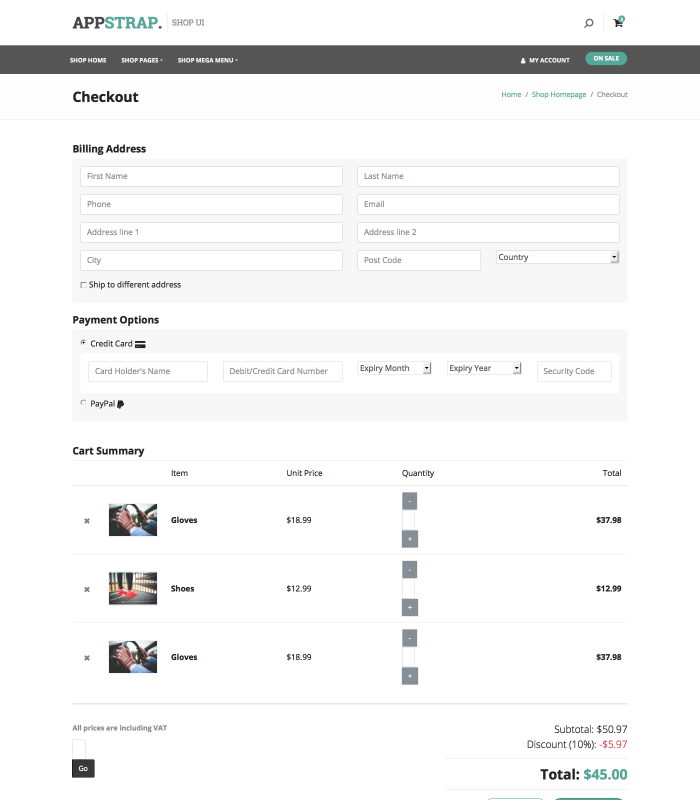 APPSTRAP. SHOP UI
SHOP HOME SHOP PAGES SHOP MEGA MENU MY ACCOUNT ON SALE
Checkout
Home / Shop Homepage / Checkout
Billing Address
First Name Last Name
Phone Email
Address line 1 Address line 2
City Post Code Country
Ship to different address
Payment Options
Credit Card
Card Holder's Name Debit/Credit Card Number Expiry Month Expiry Year Security Code
PayPal
Cart Summary
Item Unit Price Quantity Total
-
Gloves $18.99 $37.98
+
-
Shoes $12.99 $12.99
+
-
Gloves $18.99 $37.98
+
All prices are including VAT
Go
Subtotal: $50.97
Discount (10%): -$5.97
Total: $45.00